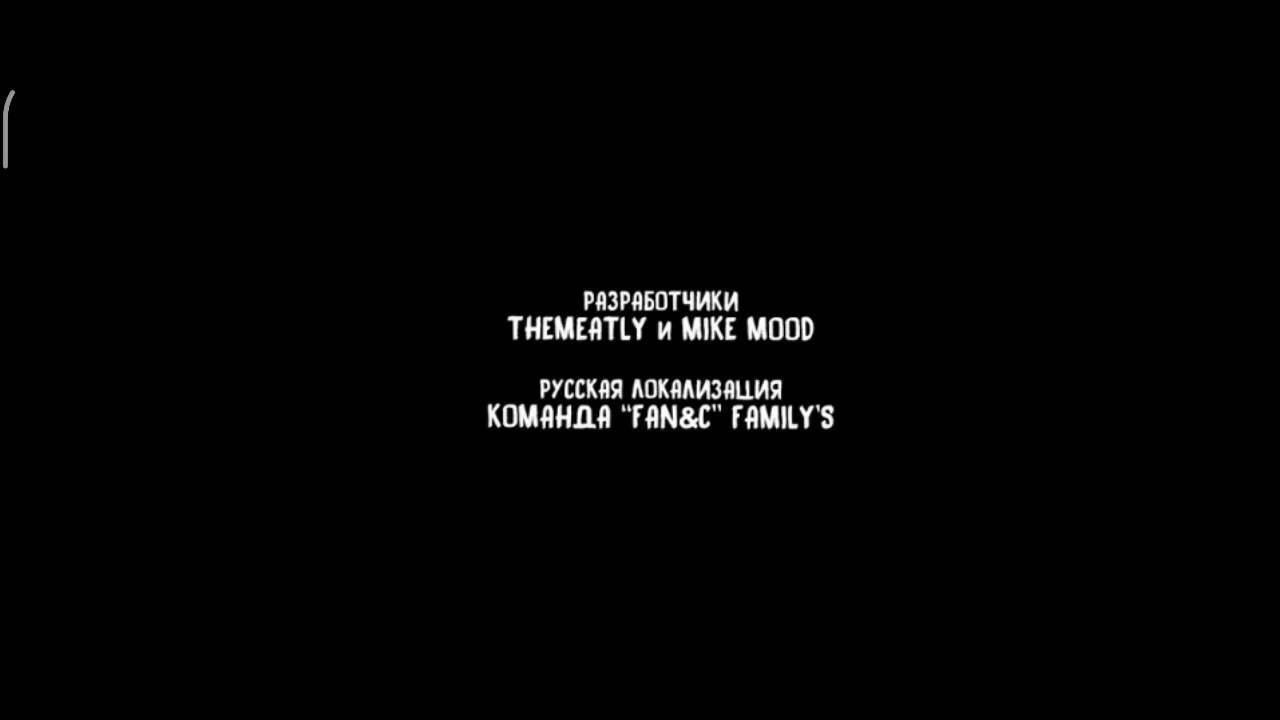 РАЗРАБОТЧИКИ
THEMEATLY и MIKE MOOD
РУССКАЯ ЛОКАЛИЗАЦИЯ
КОМАНДА "FAN&C" FAMILY'S